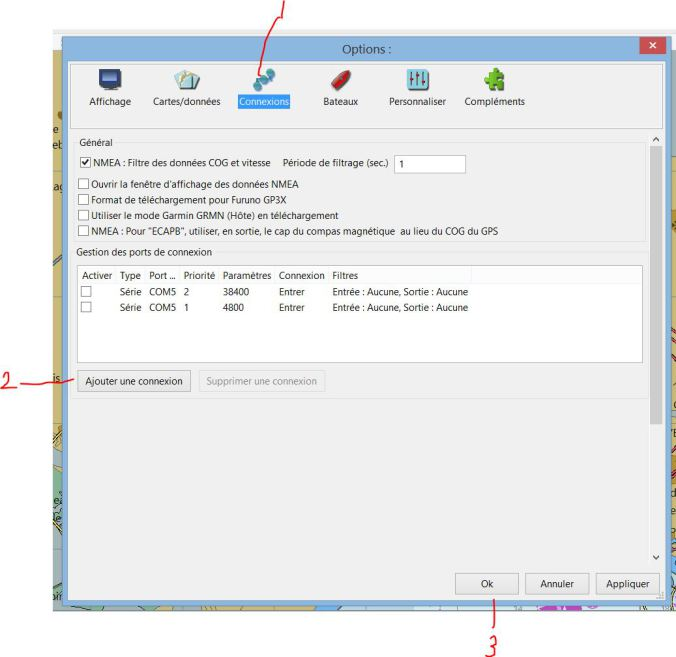 1
Options :
Affichage Cartes/données Connexions Bateaux Personnaliser Compléments
Général
NMEA : Filtre des données COG et vitesse Période de filtrage (sec.) 1
Ouvrir la fenêtre d'affichage des données NMEA
Format de téléchargement pour Furuno GP3X
Utiliser le mode Garmin GRMN (Hôte) en téléchargement
NMEA : Pour "ECAPB", utiliser, en sortie, le cap du compas magnétique au lieu du COG du GPS
Gestion des ports de connexion
Activer Type Port ... Priorité Paramètres Connexion Filtres
Série COM5 2 38400 Entrer Entrée : Aucune, Sortie : Aucune
Série COM5 1 4800 Entrer Entrée : Aucune, Sortie : Aucune
2 Ajouter une connexion Supprimer une connexion
Ok Annuler Appliquer
3